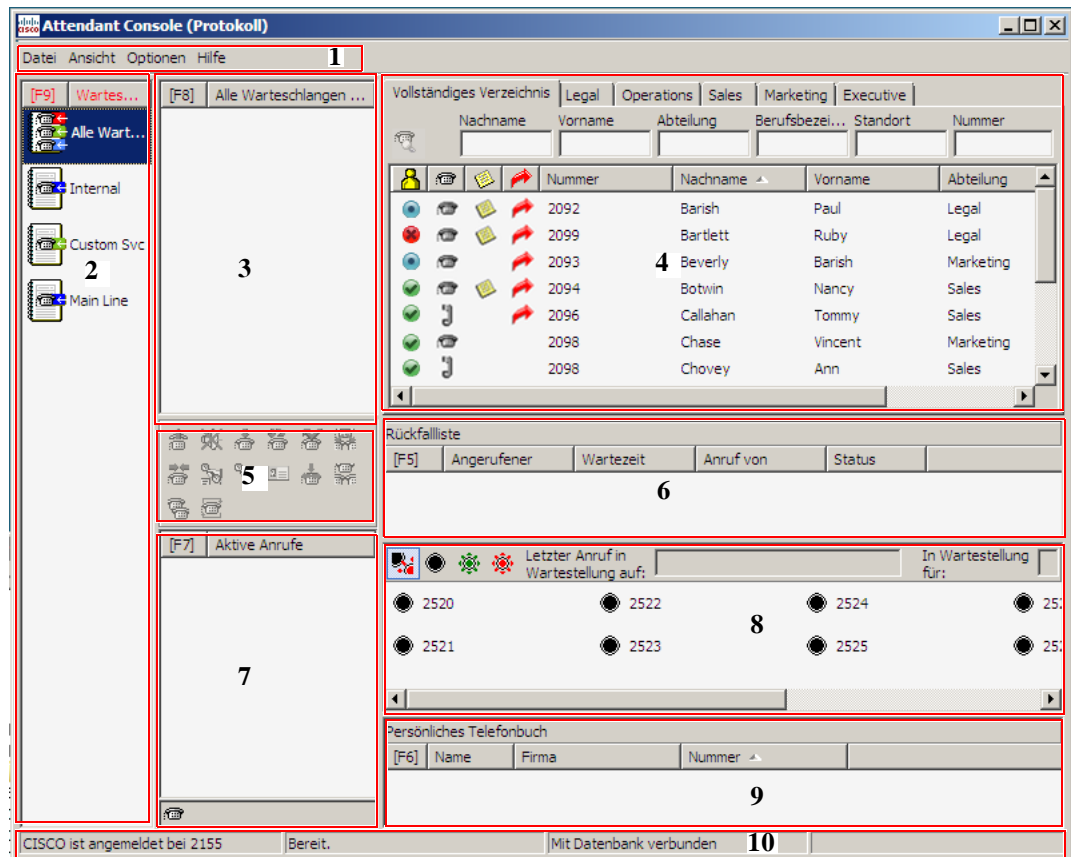 Attendant Console (Protokoll)
Datei Ansicht Optionen Hilfe 1
[F9] Wartes...
Alle Wart...
Internal
Custom Svc
2
Main Line
[F8] Alle Warteschlangen ...
3
Vollständiges Verzeichnis Legal Operations Sales Marketing Executive
Nachname Vorname Abteilung Berufsbezei... Standort Nummer
Nummer Nachname Vorname Abteilung
2092 Barish Paul Legal
2099 Bartlett Ruby Legal
2093 4 Beverly Barish Marketing
2094 Botwin Nancy Sales
2096 Callahan Tommy Sales
2098 Chase Vincent Marketing
2098 Chovey Ann Sales
5
Rückfallliste
[F5] Angerufener Wartezeit Anruf von Status
6
[F7] Aktive Anrufe
7
Letzter Anruf in Wartestellung auf:
In Wartestellung für:
2520 2522 2524 252
8
2521 2523 2525 252
Persönliches Telefonbuch
[F6] Name Firma Nummer
9
CISCO ist angemeldet bei 2155 Bereit. Mit Datenbank verbunden 10